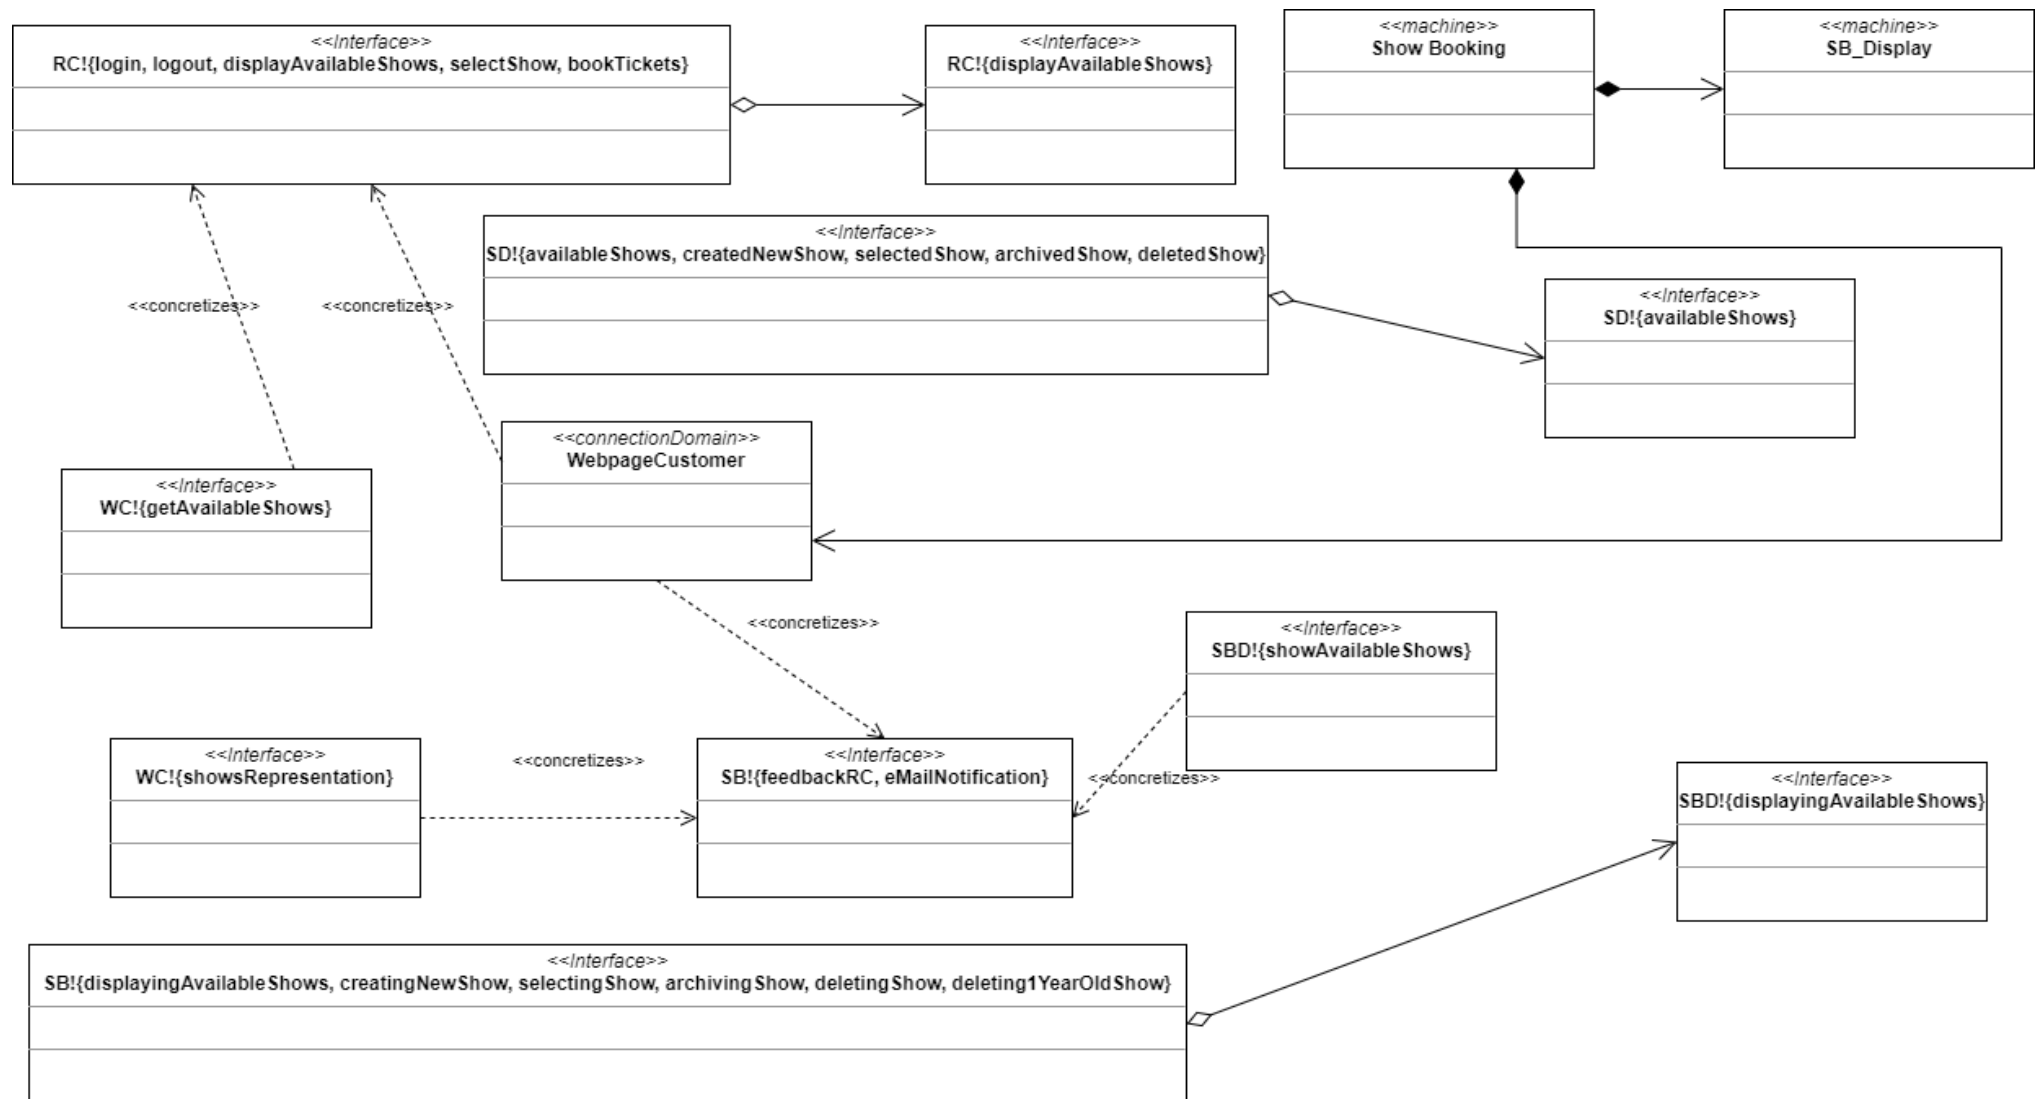 <<Interface>>
RC!{login, logout, displayAvailableShows, selectShow, bookTickets}
<<Interface>>
RC!{displayAvailableShows}
<<machine>>
Show Booking
<<machine>>
SB_Display
<<Interface>>
SD!{availableShows, createdNewShow, selectedShow, archivedShow, deletedShow}
<<Interface>>
SD!{availableShows}
<<concretizes>>
<<concretizes>>
<<connectionDomain>>
WebpageCustomer
<<Interface>>
WC!{getAvailableShows}
<<concretizes>>
<<Interface>>
SBD!{showAvailableShows}
<<Interface>>
WC!{showsRepresentation}
<<concretizes>>
<<Interface>>
SB!{feedbackRC, eMailNotification}
<<concretizes>>
<<Interface>>
SBD!{displayingAvailableShows}
<<Interface>>
SB!{displayingAvailableShows, creatingNewShow, selectingShow, archivingShow, deletingShow, deleting1YearOldShow}